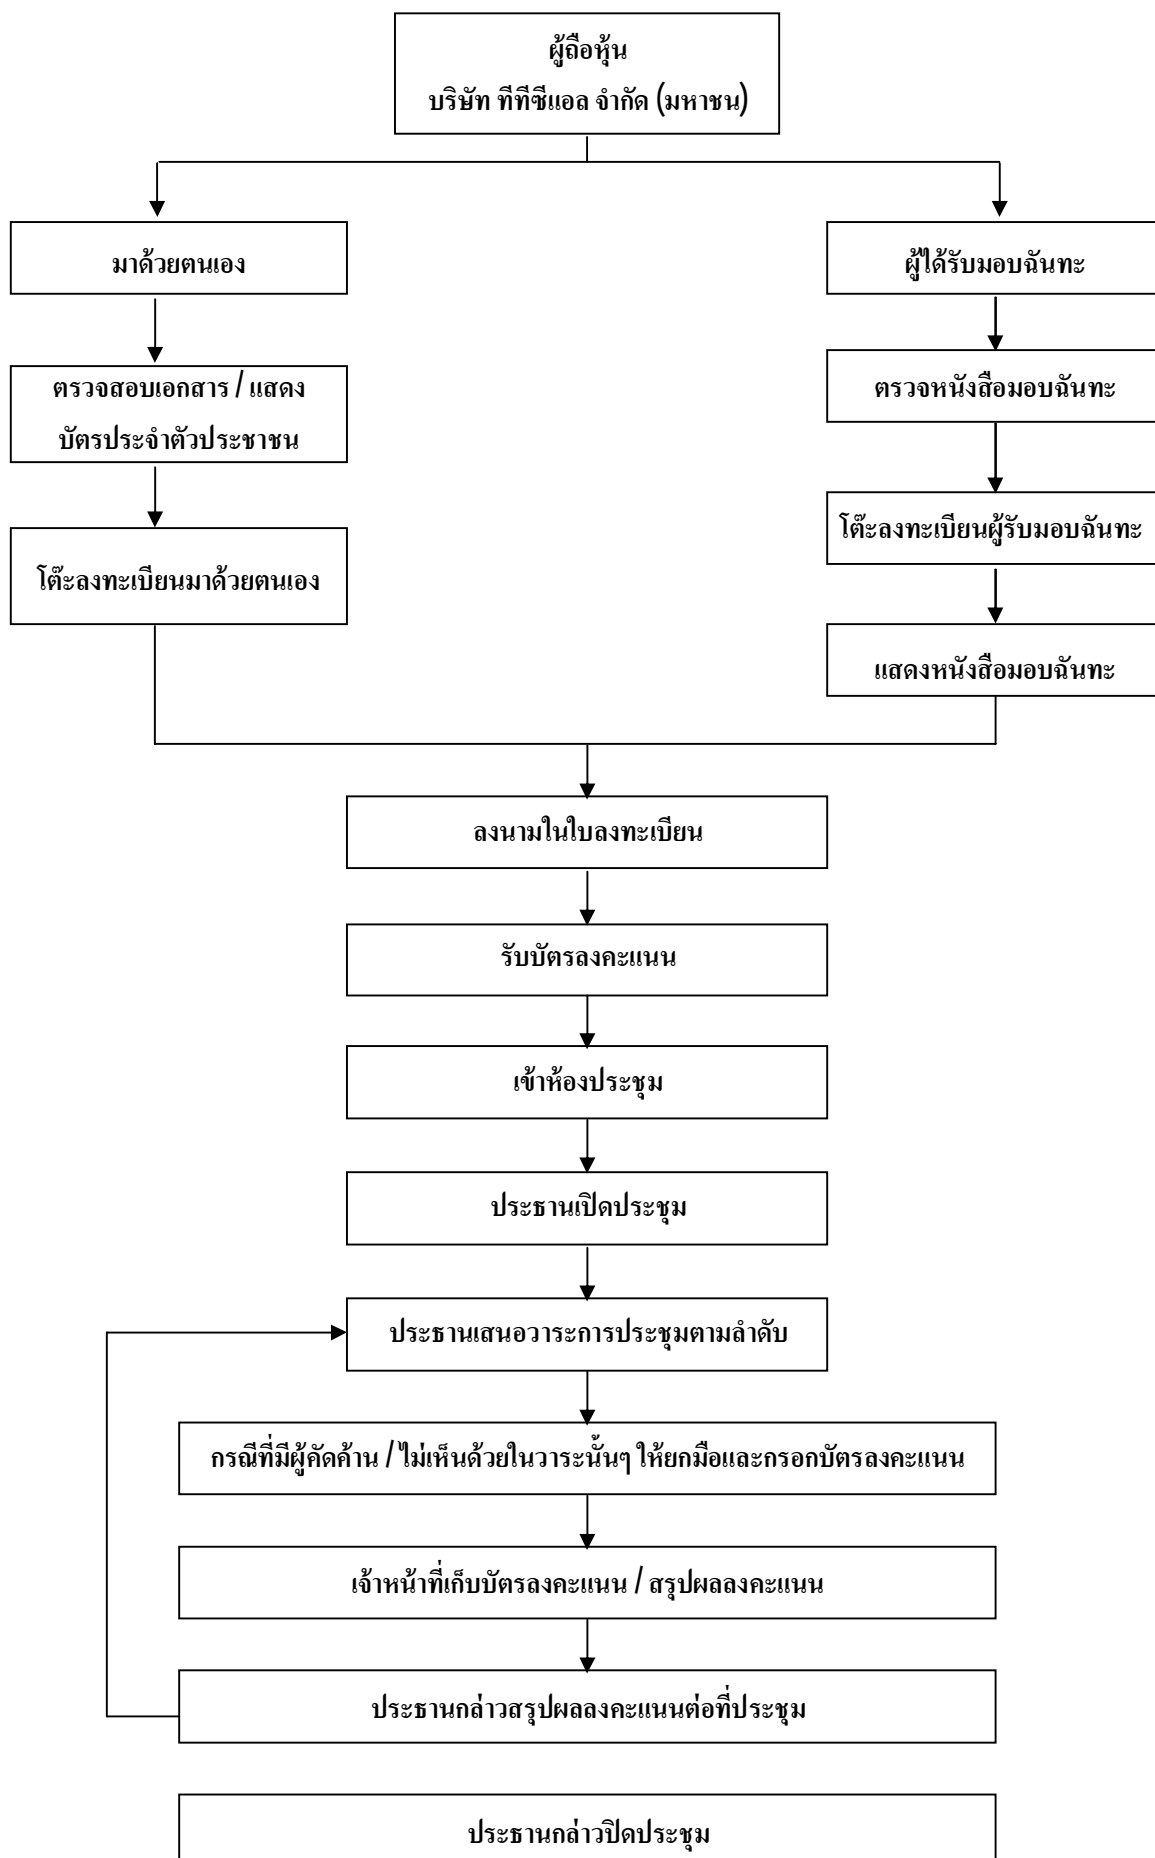 ผู้ถือหุ้น
บริษัท ทีทีซีแอล จำกัด (มหาชน)
มาด้วยตนเอง
ผู้ได้รับมอบฉันทะ
ตรวจสอบเอกสาร / แสดง
บัตรประจำตัวประชาชน
ตรวจหนังสือมอบฉันทะ
โต๊ะลงทะเบียนมาด้วยตนเอง
โต๊ะลงทะเบียนผู้รับมอบฉันทะ
แสดงหนังสือมอบฉันทะ
ลงนามในใบลงทะเบียน
รับบัตรลงคะแนน
เข้าห้องประชุม
ประธานเปิดประชุม
ประธานเสนอวาระการประชุมตามลำดับ
กรณีที่มีผู้คัดค้าน / ไม่เห็นด้วยในวาระนั้นๆ ให้ยกมือและกรอกบัตรลงคะแนน
เจ้าหน้าที่เก็บบัตรลงคะแนน / สรุปผลลงคะแนน
ประธานกล่าวสรุปผลลงคะแนนต่อที่ประชุม
ประธานกล่าวปิดประชุม